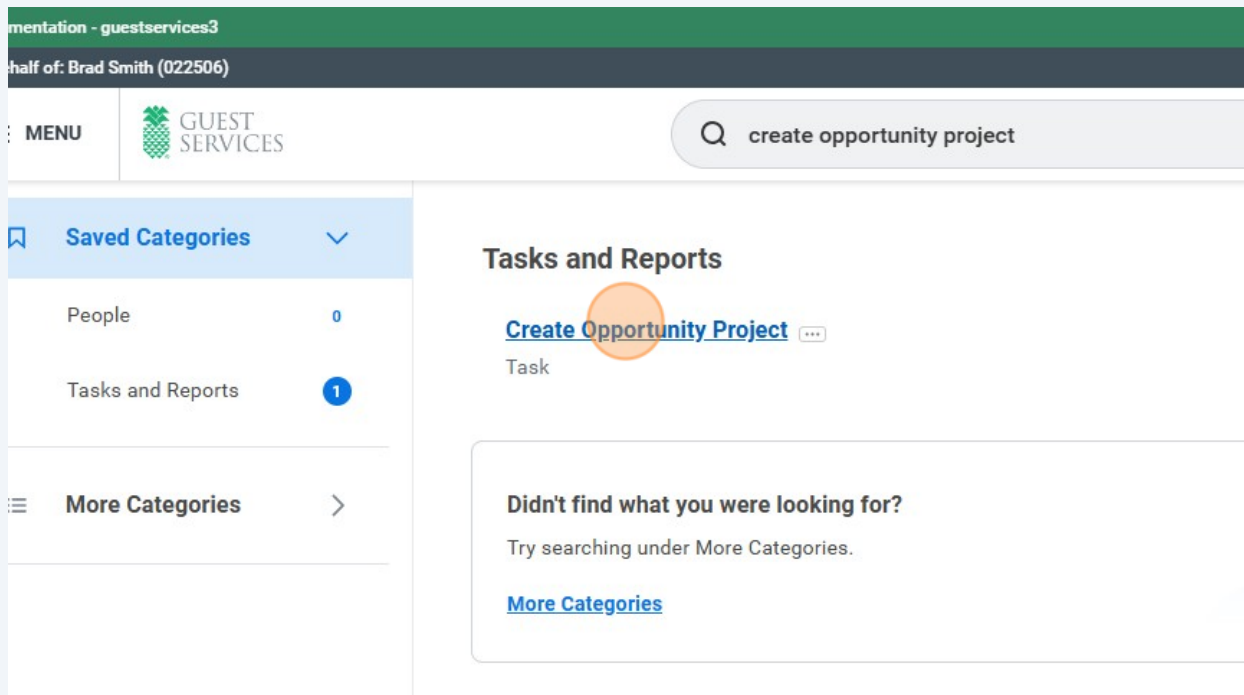 mentation - guestservices3
half of: Brad Smith (022506)
MENU
GUEST
SERVICES
create opportunity project
Saved Categories
People 0
Tasks and Reports 1
More Categories
Tasks and Reports
Create Opportunity Project
Task
Didn't find what you were looking for?
Try searching under More Categories.
More Categories